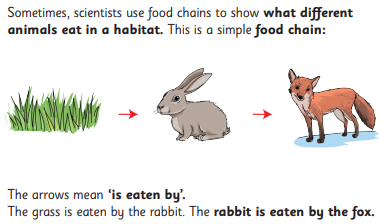 Sometimes, scientists use food chains to show what different
animals eat in a habitat. This is a simple food chain:
The arrows mean ‘is eaten by’.
The grass is eaten by the rabbit. The rabbit is eaten by the fox.